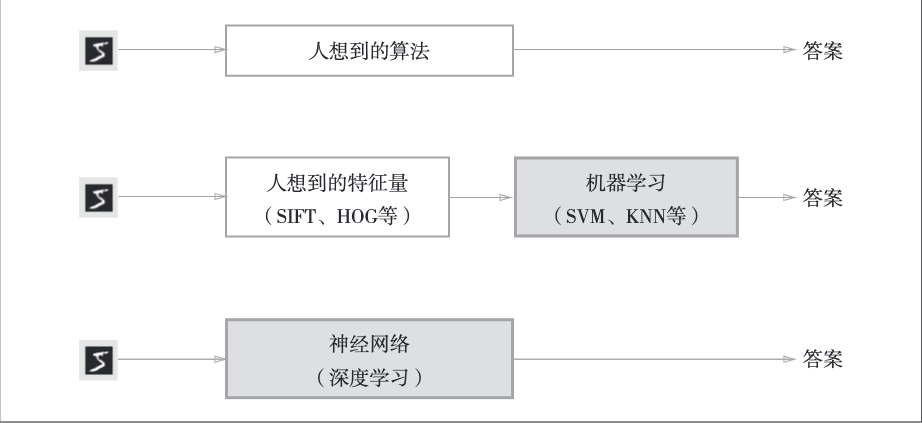 5
人想到的算法
答案
5
人想到的特征量
（SIFT、HOG等）
机器学习
（SVM、KNN等）
答案
5
神经网络
（深度学习）
答案